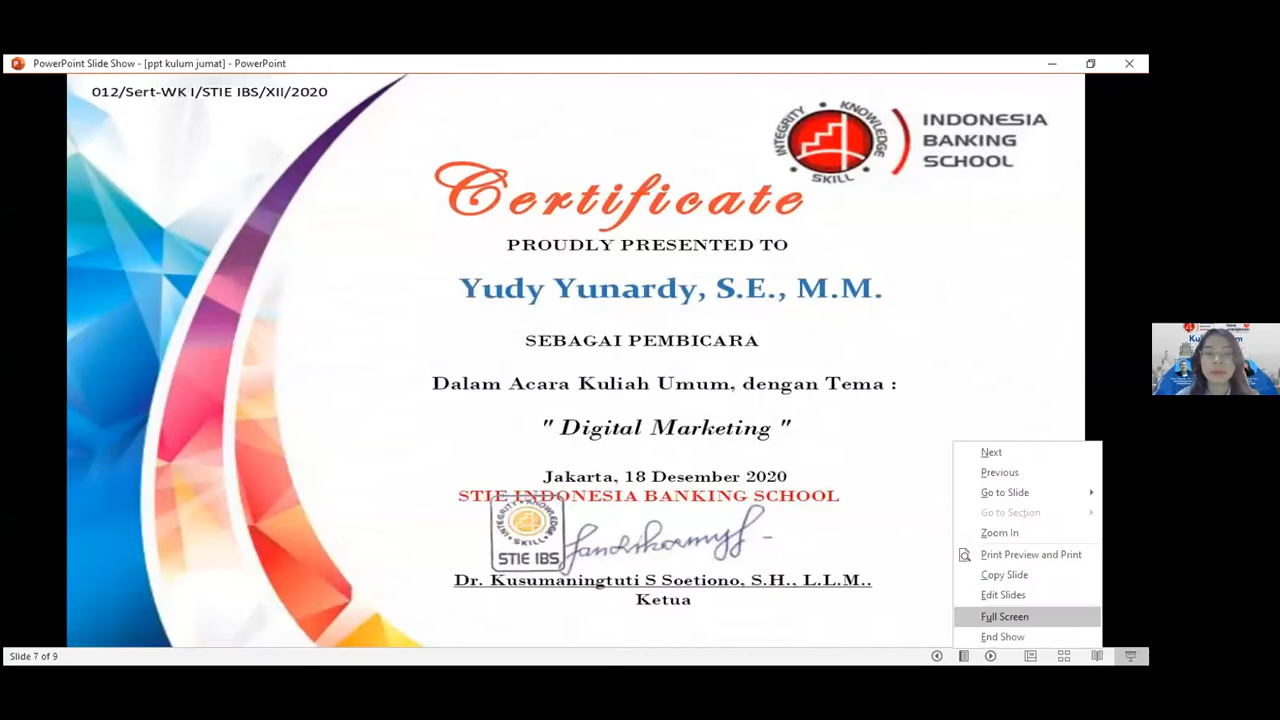 PowerPoint Slide Show - [ppt kulum jumat] - PowerPoint
012/Sert-WK I/STIE IBS/XII/2020
INTEGRITY KNOWLEDGE SKILL
INDONESIA
BANKING
SCHOOL
Certificate
PROUDLY PRESENTED TO
Yudy Yunardy, S.E., M.M.
SEBAGAI PEMBICARA
Dalam Acara Kuliah Umum, dengan Tema :
" Digital Marketing "
Jakarta, 18 Desember 2020
STIE INDONESIA BANKING SCHOOL
INTEGRITY KNOWLEDGE SKILL
STIE IBS
Dr. Kusumaningtuti S Soetiono, S.H., L.L.M..
Ketua
Next
Previous
Go to Slide
Go to Section
Zoom In
Print Preview and Print
Copy Slide
Edit Slides
Full Screen
End Show
Slide 7 of 9